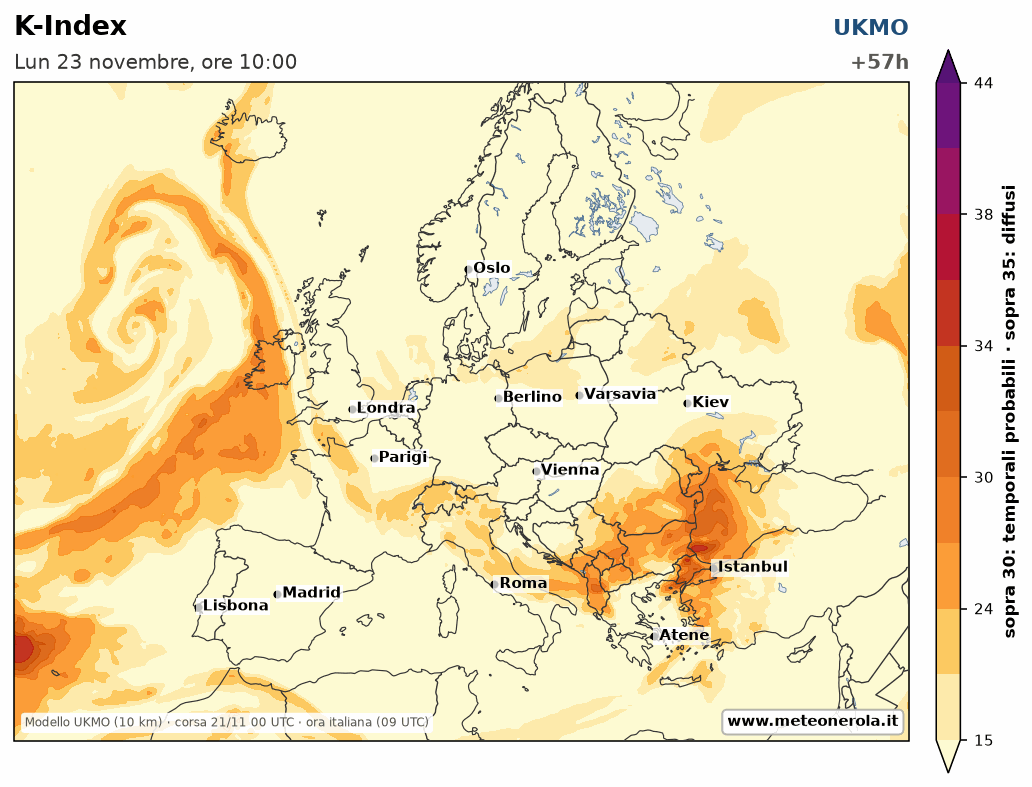 K-Index
UKMO
Lun 23 novembre, ore 10:00
+57h
44
38
34
30
24
15
sopra 30: temporali probabili · sopra 35: diffusi
Oslo
Berlino
Varsavia
Kiev
Londra
Parigi
Vienna
Istanbul
Roma
Madrid
Lisbona
Atene
Modello UKMO (10 km) · corsa 21/11 00 UTC · ora italiana (09 UTC)
www.meteonerola.it